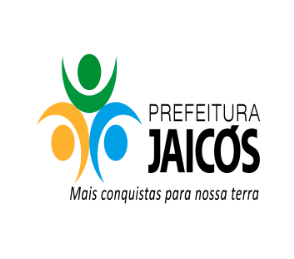 PREFEITURA
JAICÓS
Mais conquistas para nossa terra